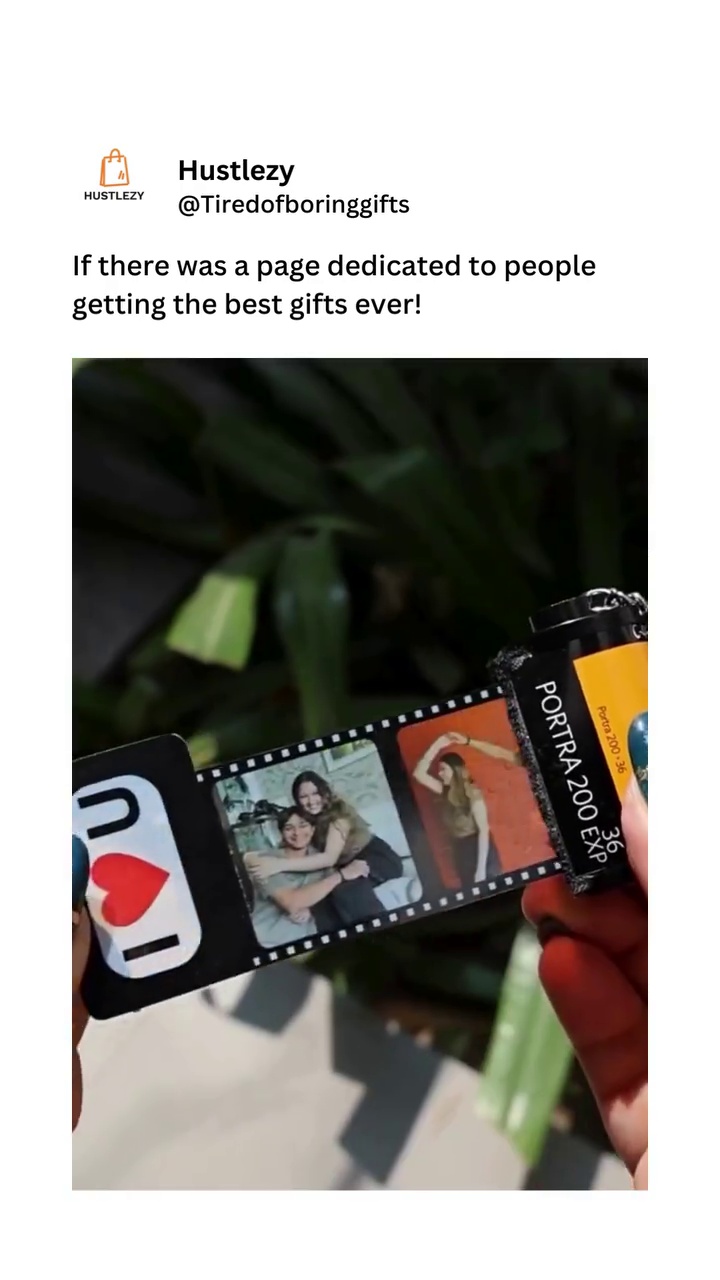 HUSTLEZY
Hustlezy
@Tiredofboringgifts
If there was a page dedicated to people
getting the best gifts ever!
I ❤ U
PORTRA 200 EXP
36
Portra 200 • 36